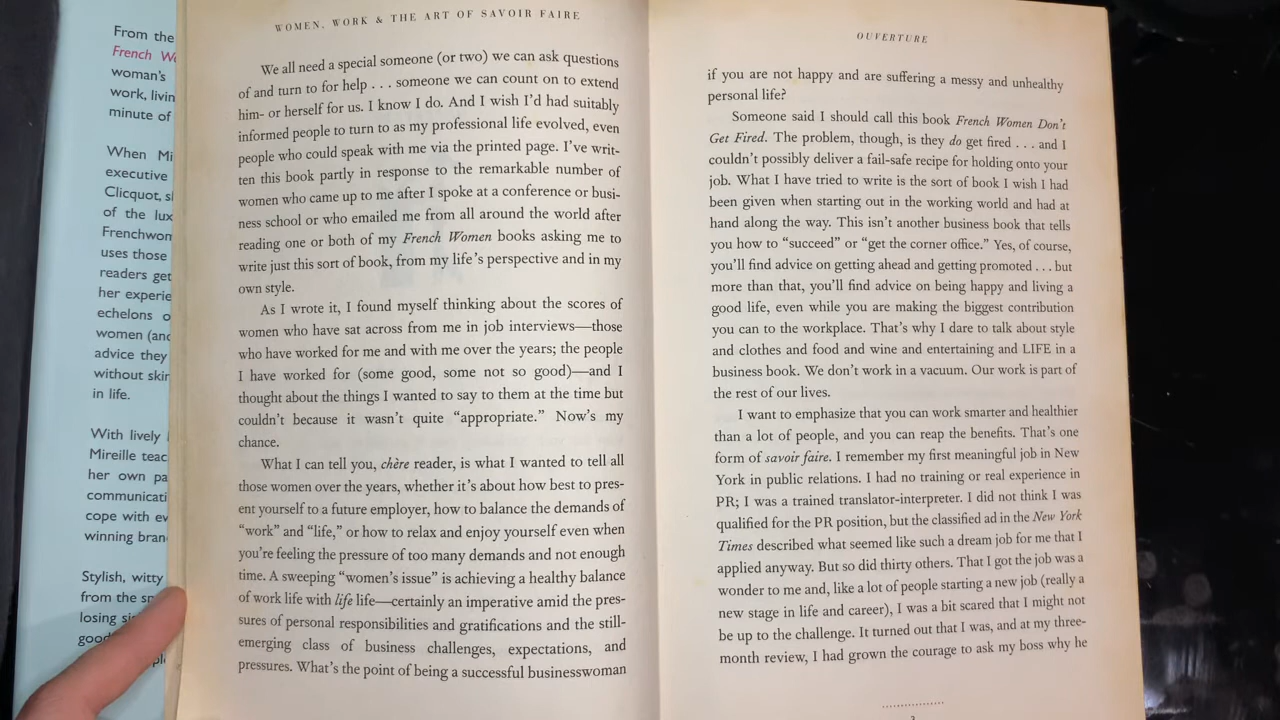 From the
French Wo
woman's
work, livin
minute of
When Mi
executive
Clicquot, s
of the lux
Frenchwon
uses those
readers get
her experie
echelons o
women (and
advice they
without skir
in life.
With lively
Mireille teac
her own pa
communicati
cope with ev
winning bran
Stylish, witty
from the sp
losing si
good
ple
WOMEN, WORK & THE ART OF SAVOIR FAIRE
We all need a special someone (or two) we can ask questions
of and turn to for help . . . someone we can count on to extend
him- or herself for us. I know I do. And I wish I'd had suitably
informed people to turn to as my professional life evolved, even
people who could speak with me via the printed page. I've writ-
ten this book partly in response to the remarkable number of
women who came up to me after I spoke at a conference or busi-
ness school or who emailed me from all around the world after
reading one or both of my French Women books asking me to
write just this sort of book, from my life's perspective and in my
own style.
As I wrote it, I found myself thinking about the scores of
women who have sat across from me in job interviews—those
who have worked for me and with me over the years; the people
I have worked for (some good, some not so good)—and I
thought about the things I wanted to say to them at the time but
couldn't because it wasn't quite "appropriate." Now's my
chance.
What I can tell you, chère reader, is what I wanted to tell all
those women over the years, whether it's about how best to pres-
ent yourself to a future employer, how to balance the demands of
"work" and "life," or how to relax and enjoy yourself even when
you're feeling the pressure of too many demands and not enough
time. A sweeping "women's issue" is achieving a healthy balance
of work life with life life—certainly an imperative amid the pres-
sures of personal responsibilities and gratifications and the still-
emerging class of business challenges, expectations, and
pressures. What's the point of being a successful businesswoman
OUVERTURE
if you are not happy and are suffering a messy and unhealthy
personal life?
Someone said I should call this book French Women Don't
Get Fired. The problem, though, is they do get fired . . . and I
couldn't possibly deliver a fail-safe recipe for holding onto your
job. What I have tried to write is the sort of book I wish I had
been given when starting out in the working world and had at
hand along the way. This isn't another business book that tells
you how to "succeed" or "get the corner office." Yes, of course,
you'll find advice on getting ahead and getting promoted . . . but
more than that, you'll find advice on being happy and living a
good life, even while you are making the biggest contribution
you can to the workplace. That's why I dare to talk about style
and clothes and food and wine and entertaining and LIFE in a
business book. We don't work in a vacuum. Our work is part of
the rest of our lives.
I want to emphasize that you can work smarter and healthier
than a lot of people, and you can reap the benefits. That's one
form of savoir faire. I remember my first meaningful job in New
York in public relations. I had no training or real experience in
PR; I was a trained translator-interpreter. I did not think I was
qualified for the PR position, but the classified ad in the New York
Times described what seemed like such a dream job for me that I
applied anyway. But so did thirty others. That I got the job was a
wonder to me and, like a lot of people starting a new job (really a
new stage in life and career), I was a bit scared that I might not
be up to the challenge. It turned out that I was, and at my three-
month review, I had grown the courage to ask my boss why he